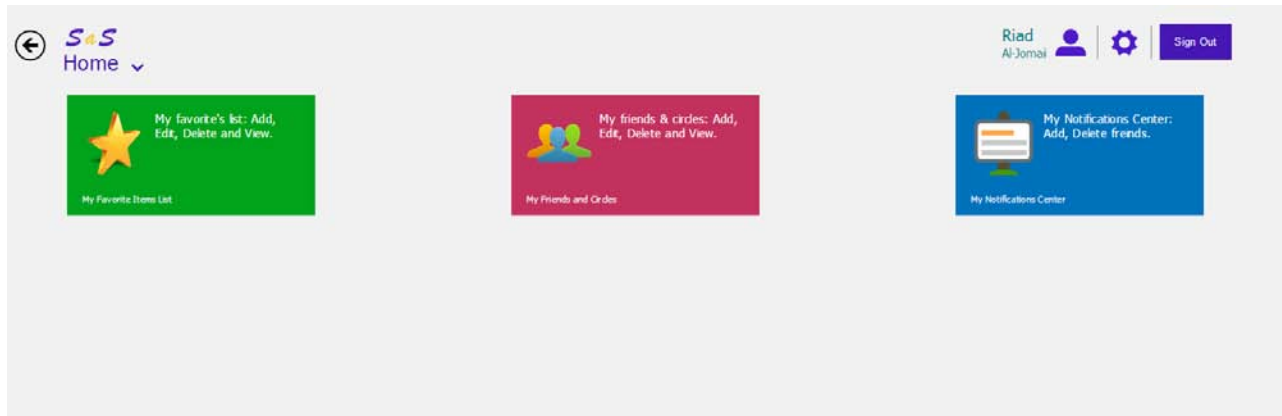 SaS
Home
Riad
Al-Jomai
Sign Out
My favorite's list: Add,
Edit, Delete and View.
My Favorite Items List
My friends & circles: Add,
Edit, Delete and View.
My Friends and Circles
My Notifications Center:
Add, Delete frends.
My Notifications Center